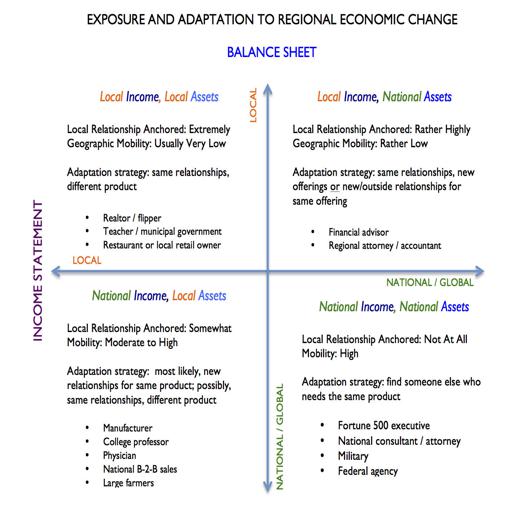 EXPOSURE AND ADAPTATION TO REGIONAL ECONOMIC CHANGE
BALANCE SHEET
INCOME STATEMENT
LOCAL
Local Income, Local Assets
Local Relationship Anchored: Extremely
Geographic Mobility: Usually Very Low
Adaptation strategy: same relationships,
different product
• Realtor / flipper
• Teacher / municipal government
• Restaurant or local retail owner
Local Income, National Assets
Local Relationship Anchored: Rather Highly
Geographic Mobility: Rather Low
Adaptation strategy: same relationships, new
offerings or new/outside relationships for
same offering
• Financial advisor
• Regional attorney / accountant
LOCAL
NATIONAL / GLOBAL
National Income, Local Assets
Local Relationship Anchored: Somewhat
Mobility: Moderate to High
Adaptation strategy: most likely, new
relationships for same product; possibly,
same relationships, different product
• Manufacturer
• College professor
• Physician
• National B-2-B sales
• Large farmers
National Income, National Assets
Local Relationship Anchored: Not At All
Mobility: High
Adaptation strategy: find someone else who
needs the same product
• Fortune 500 executive
• National consultant / attorney
• Military
• Federal agency
NATIONAL / GLOBAL